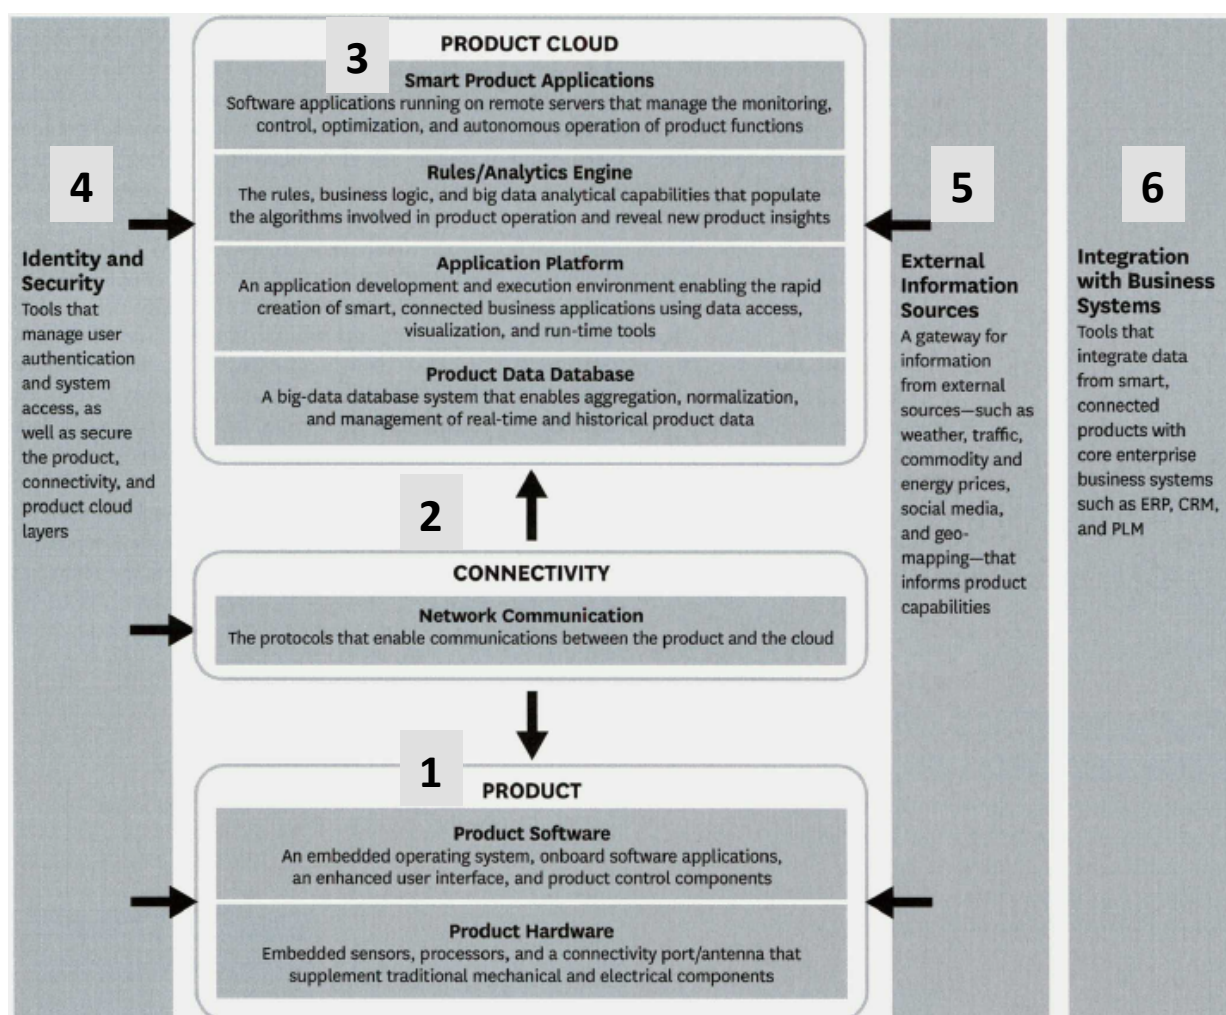 3
PRODUCT CLOUD
Smart Product Applications
Software applications running on remote servers that manage the monitoring,
control, optimization, and autonomous operation of product functions
Rules/Analytics Engine
The rules, business logic, and big data analytical capabilities that populate
the algorithms involved in product operation and reveal new product insights
Application Platform
An application development and execution environment enabling the rapid
creation of smart, connected business applications using data access,
visualization, and run-time tools
Product Data Database
A big-data database system that enables aggregation, normalization,
and management of real-time and historical product data
2
CONNECTIVITY
Network Communication
The protocols that enable communications between the product and the cloud
1
PRODUCT
Product Software
An embedded operating system, onboard software applications,
an enhanced user interface, and product control components
Product Hardware
Embedded sensors, processors, and a connectivity port/antenna that
supplement traditional mechanical and electrical components
4
Identity and
Security
Tools that
manage user
authentication
and system
access, as
well as secure
the product,
connectivity, and
product cloud
layers
5
External
Information
Sources
A gateway for
information
from external
sources—such as
weather, traffic,
commodity and
energy prices,
social media,
and geo-
mapping—that
informs product
capabilities
6
Integration
with Business
Systems
Tools that
integrate data
from smart,
connected
products with
core enterprise
business systems
such as ERP, CRM,
and PLM